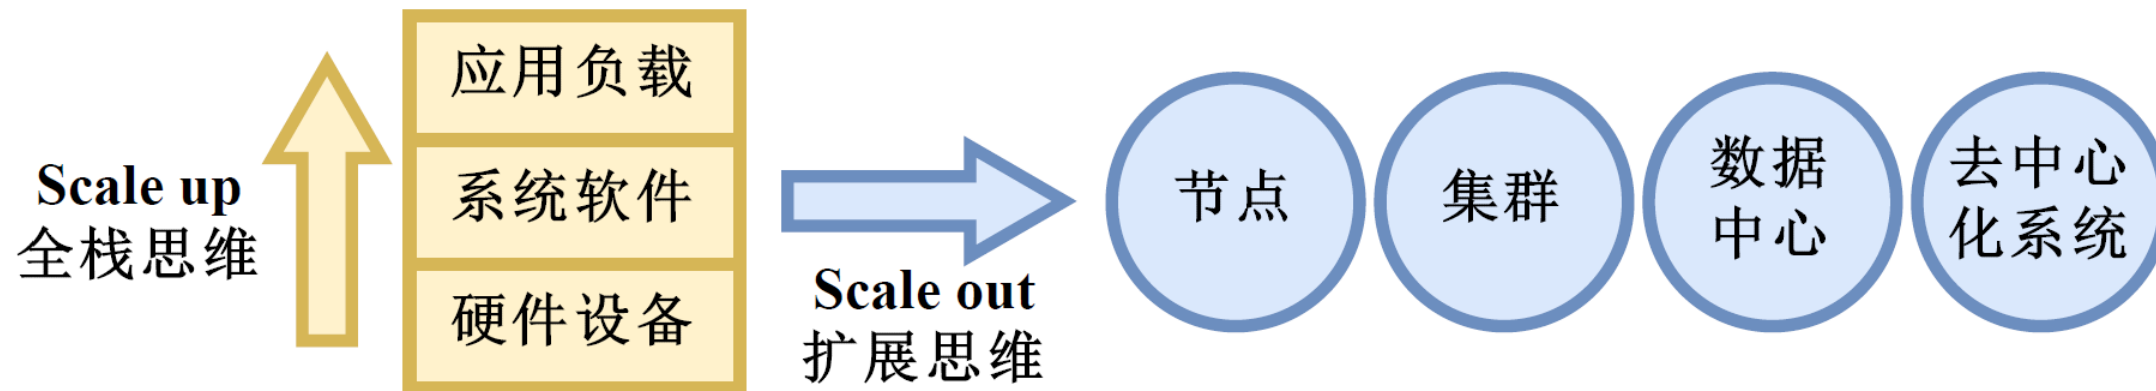 Scale up
全栈思维
应用负载
系统软件
硬件设备
Scale out
扩展思维
节点
集群
数据
中心
去中心
化系统